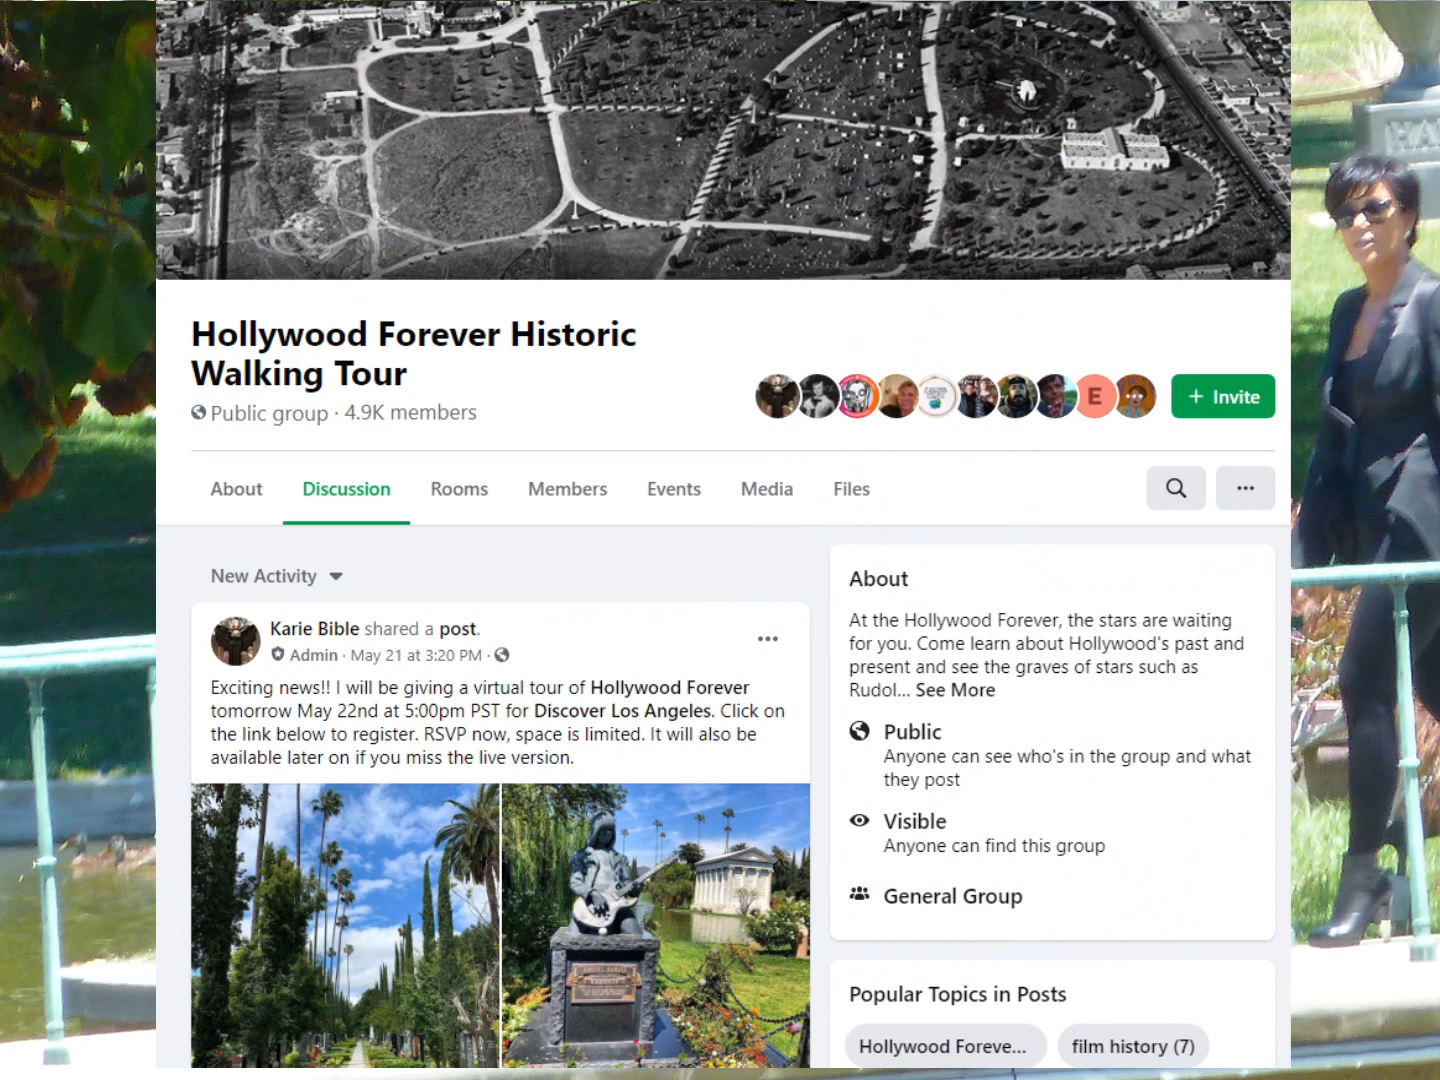 Hollywood Forever Historic
Walking Tour
Public group · 4.9K members
E
+ Invite
About
Discussion
Rooms
Members
Events
Media
Files
New Activity
Karie Bible shared a post.
Admin · May 21 at 3:20 PM ·
Exciting news!! I will be giving a virtual tour of Hollywood Forever
tomorrow May 22nd at 5:00pm PST for Discover Los Angeles. Click on
the link below to register. RSVP now, space is limited. It will also be
available later on if you miss the live version.
About
At the Hollywood Forever, the stars are waiting
for you. Come learn about Hollywood's past and
present and see the graves of stars such as
Rudol... See More
Public
Anyone can see who's in the group and what
they post
Visible
Anyone can find this group
General Group
Popular Topics in Posts
Hollywood Foreve...
film history (7)